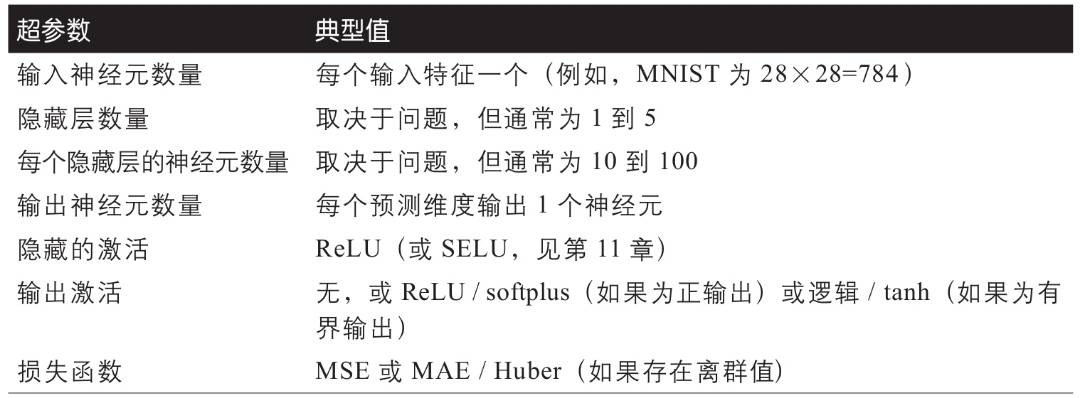 超参数 典型值
输入神经元数量 每个输入特征一个（例如，MNIST 为 28×28=784）
隐藏层数量 取决于问题，但通常为 1 到 5
每个隐藏层的神经元数量 取决于问题，但通常为 10 到 100
输出神经元数量 每个预测维度输出 1 个神经元
隐藏的激活 ReLU（或 SELU，见第 11 章）
输出激活 无，或 ReLU / softplus（如果为正输出）或逻辑 / tanh（如果为有
界输出）
损失函数 MSE 或 MAE / Huber（如果存在离群值）